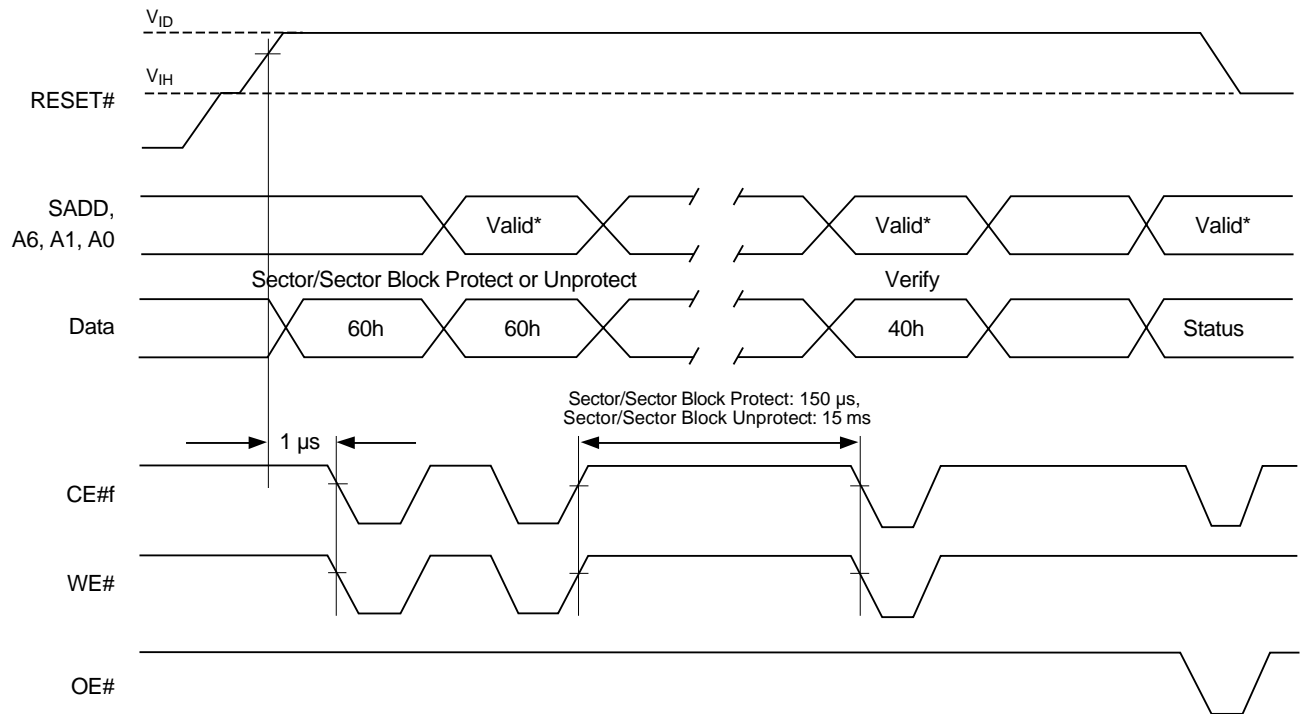 VID
VIH
RESET#
SADD,
A6, A1, A0
Valid*
Valid*
Valid*
Sector/Sector Block Protect or Unprotect
Verify
Data
60h
60h
40h
Status
Sector/Sector Block Protect: 150 µs,
Sector/Sector Block Unprotect: 15 ms
1 µs
CE#f
WE#
OE#